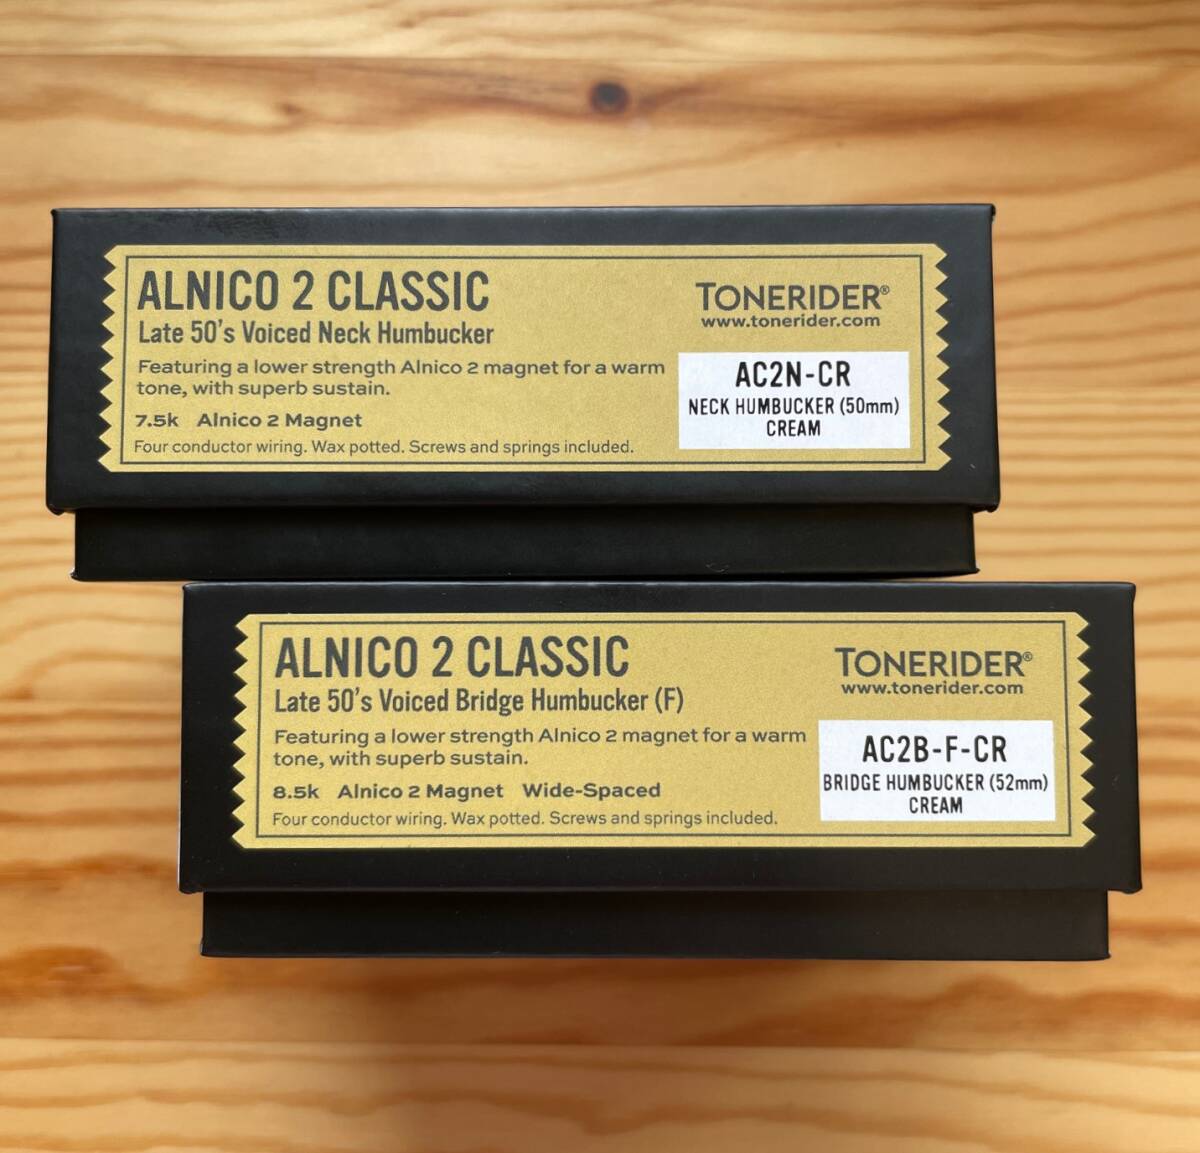 ALNICO 2 CLASSIC
Late 50's Voiced Neck Humbucker
Featuring a lower strength Alnico 2 magnet for a warm
tone, with superb sustain.
7.5k Alnico 2 Magnet
Four conductor wiring. Wax potted. Screws and springs included.
TONERIDER®
www.tonerider.com
AC2N-CR
NECK HUMBUCKER (50mm)
CREAM
ALNICO 2 CLASSIC
Late 50's Voiced Bridge Humbucker (F)
Featuring a lower strength Alnico 2 magnet for a warm
tone, with superb sustain.
8.5k Alnico 2 Magnet Wide-Spaced
Four conductor wiring. Wax potted. Screws and springs included.
TONERIDER®
www.tonerider.com
AC2B-F-CR
BRIDGE HUMBUCKER (52mm)
CREAM